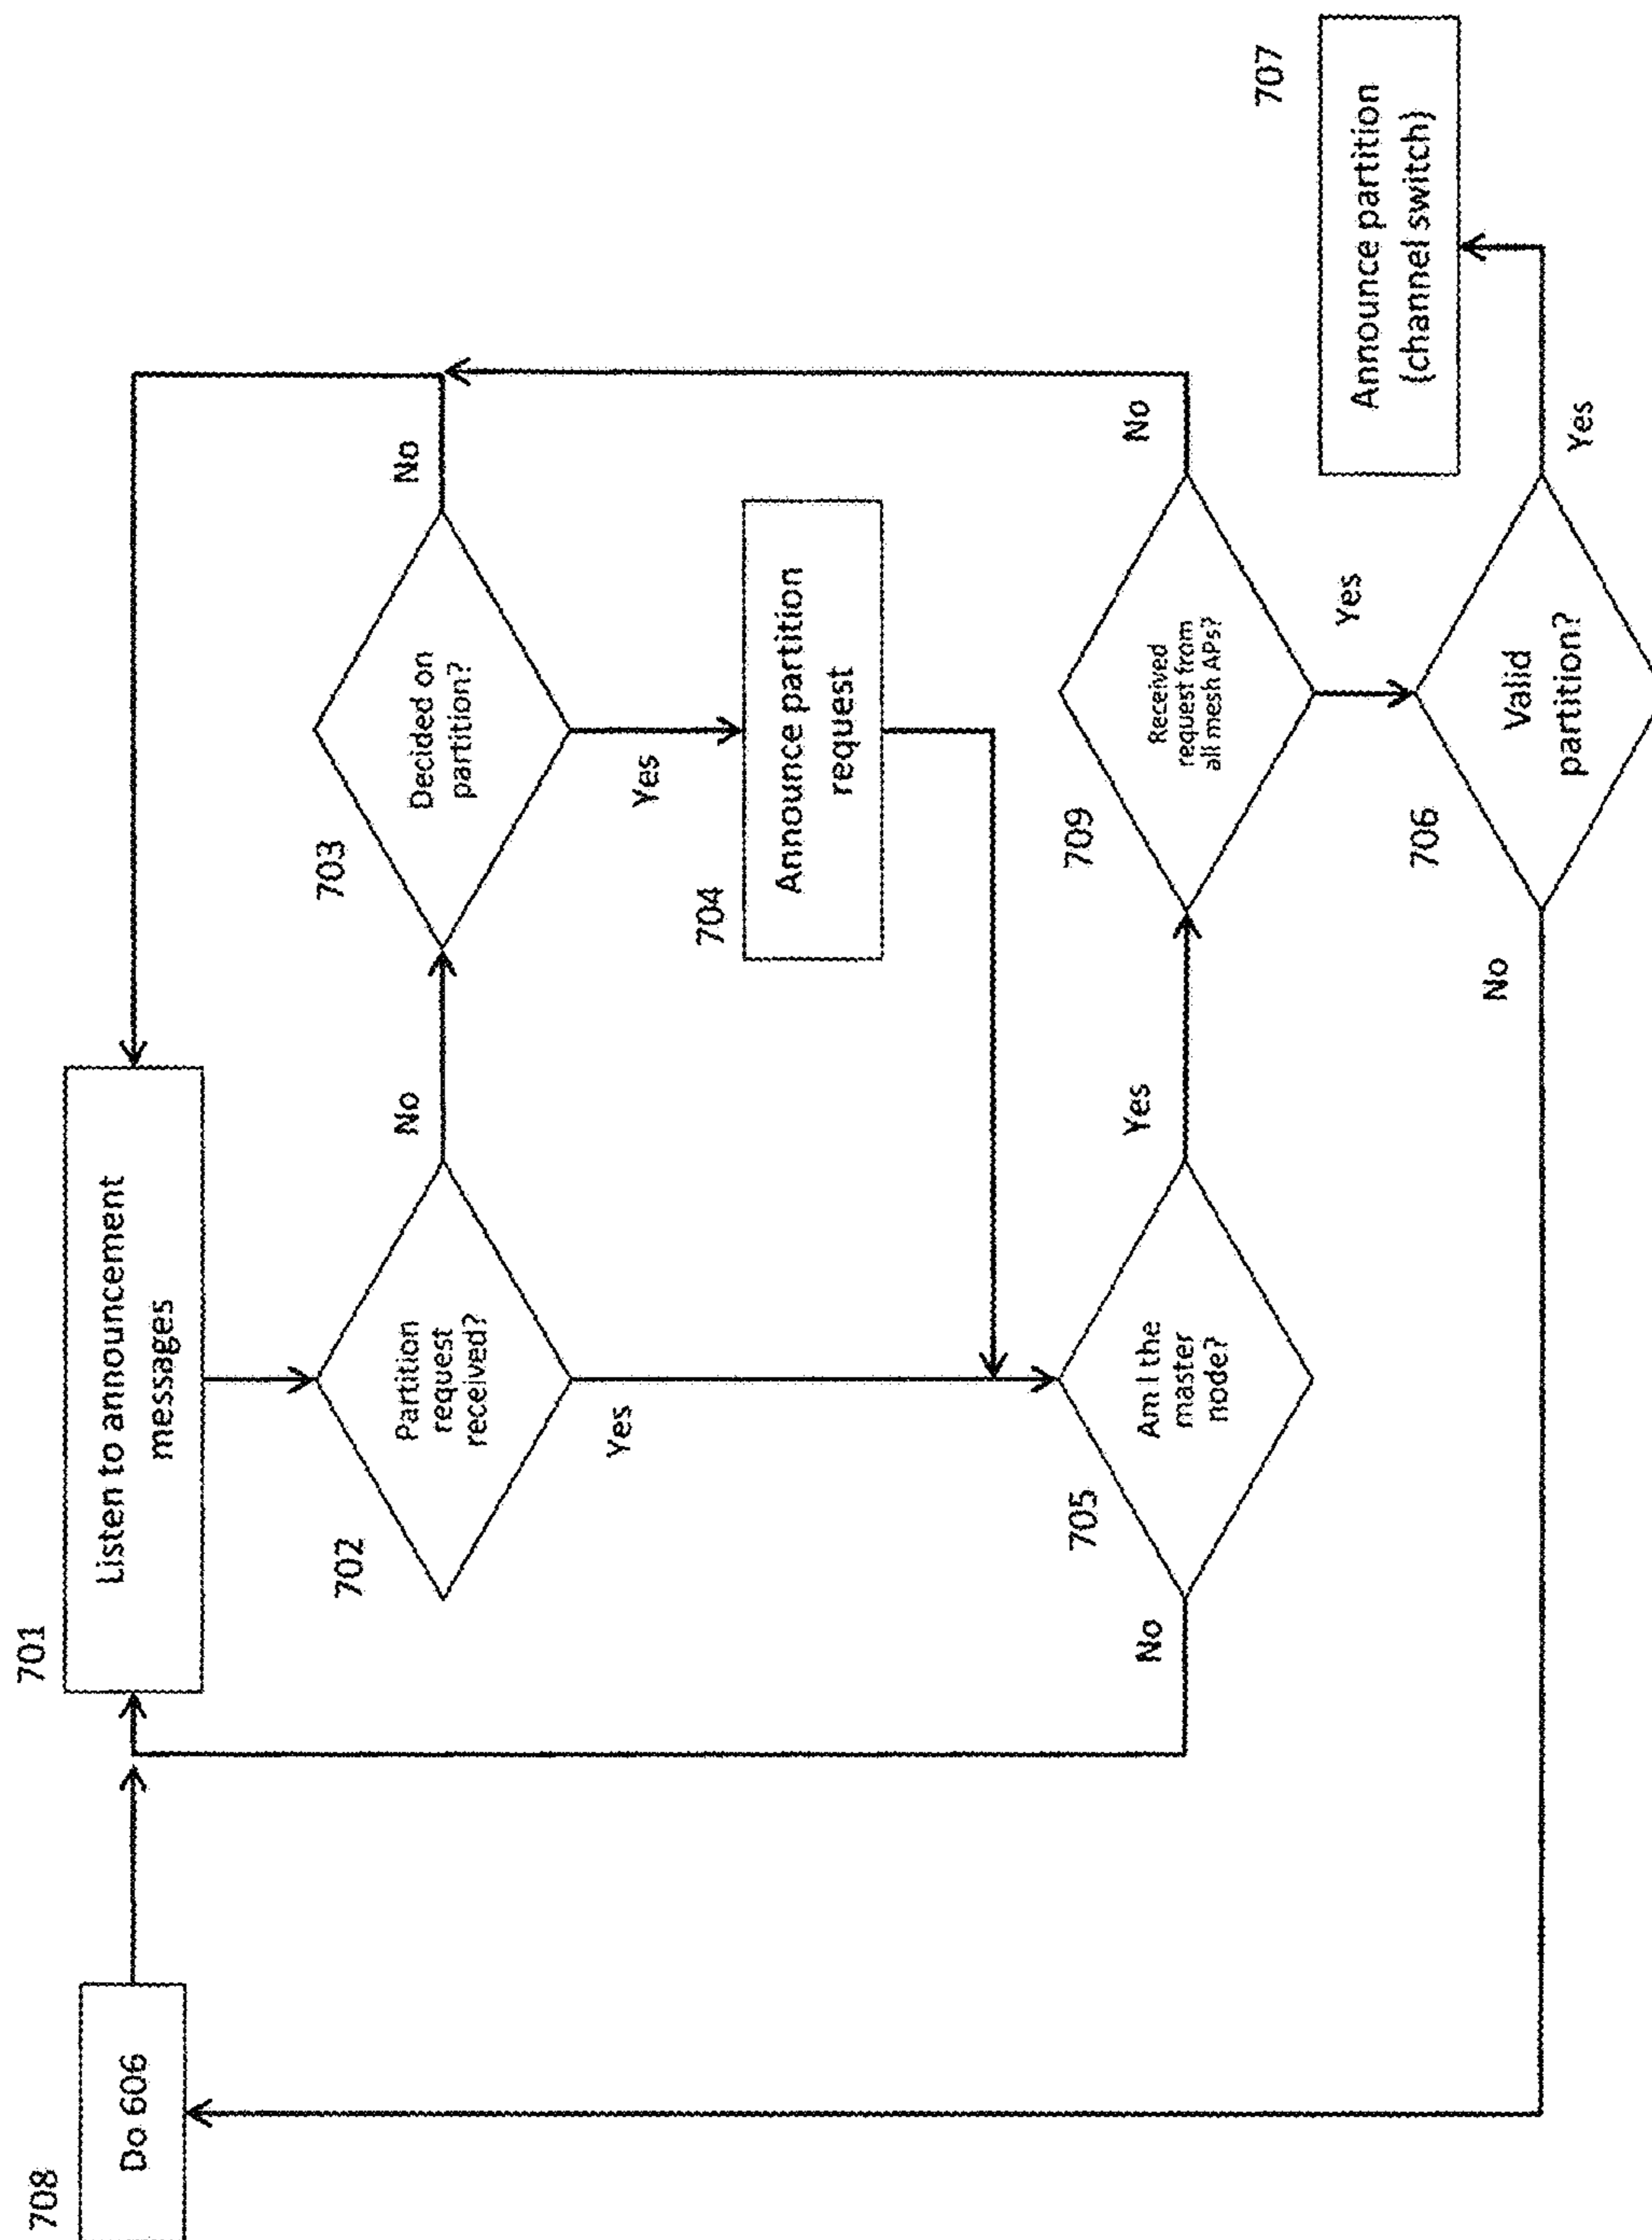 708
Do 606
701
Listen to announcement
messages
702
Partition
request
received?
No
Yes
703
Decided on
partition?
No
Yes
704
Announce partition
request
705
Am I the
master
node?
No
Yes
709
Received
request from
all mesh APs?
No
Yes
706
Valid
partition?
No
Yes
707
Announce partition
(channel switch)